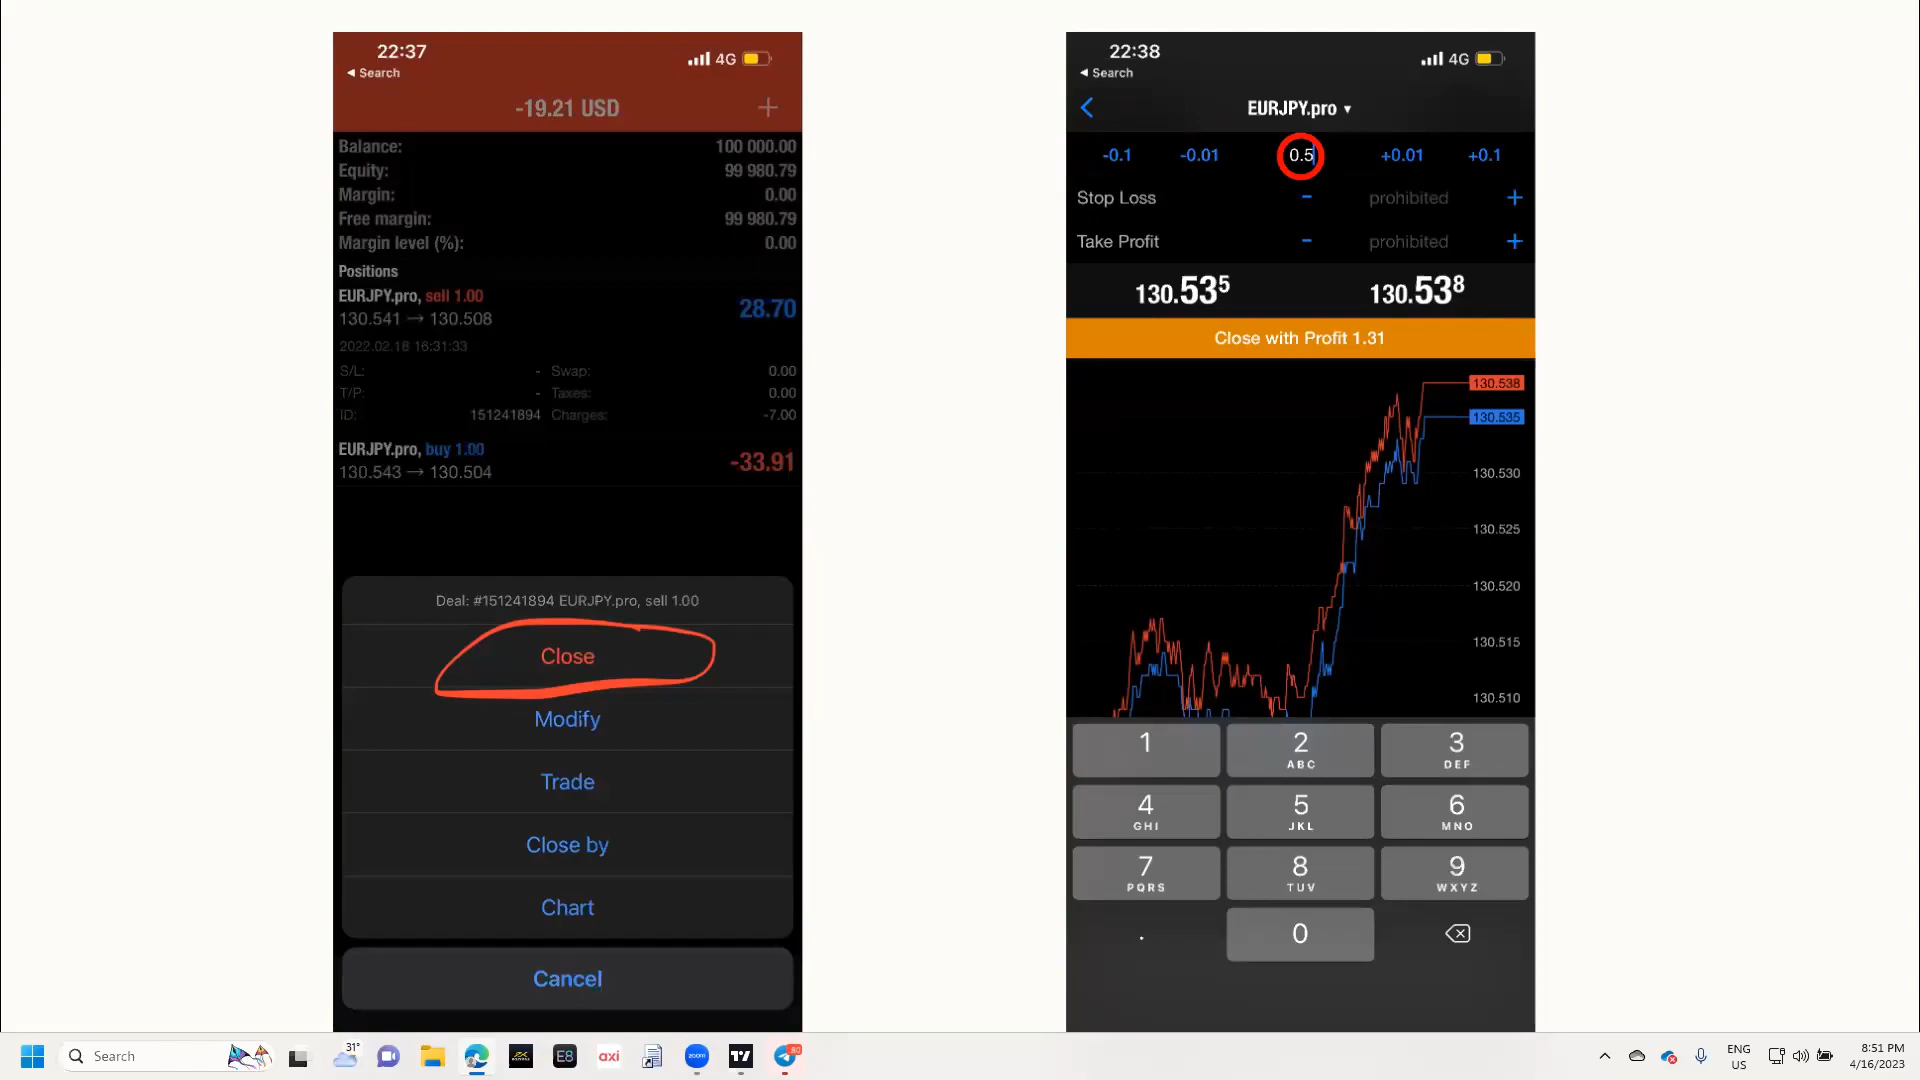 22:37
4G
◄ Search
-19.21 USD
+
Balance: 100 000.00
Equity: 99 980.79
Margin: 0.00
Free margin: 99 980.79
Margin level (%): 0.00
Positions
EURJPY.pro, sell 1.00
130.541 → 130.508
28.70
2022.02.18 16:31:33
S/L: - Swap: 0.00
T/P: - Taxes: 0.00
ID: 151241894 Charges: -7.00
EURJPY.pro, buy 1.00
130.543 → 130.504
-33.91
Deal: #151241894 EURJPY.pro, sell 1.00
Close
Modify
Trade
Close by
Chart
Cancel
22:38
4G
◄ Search
EURJPY.pro ▾
-0.1 -0.01 0.5 +0.01 +0.1
Stop Loss - prohibited +
Take Profit - prohibited +
130.535 130.538
Close with Profit 1.31
130.538
130.535
130.530
130.525
130.520
130.515
130.510
1 2 3
ABC DEF
4 5 6
GHI JKL MNO
7 8 9
PQRS TUV WXYZ
. 0
Search
31°
E8
axi
zoom
80
ENG
US
8:51 PM
4/16/2023